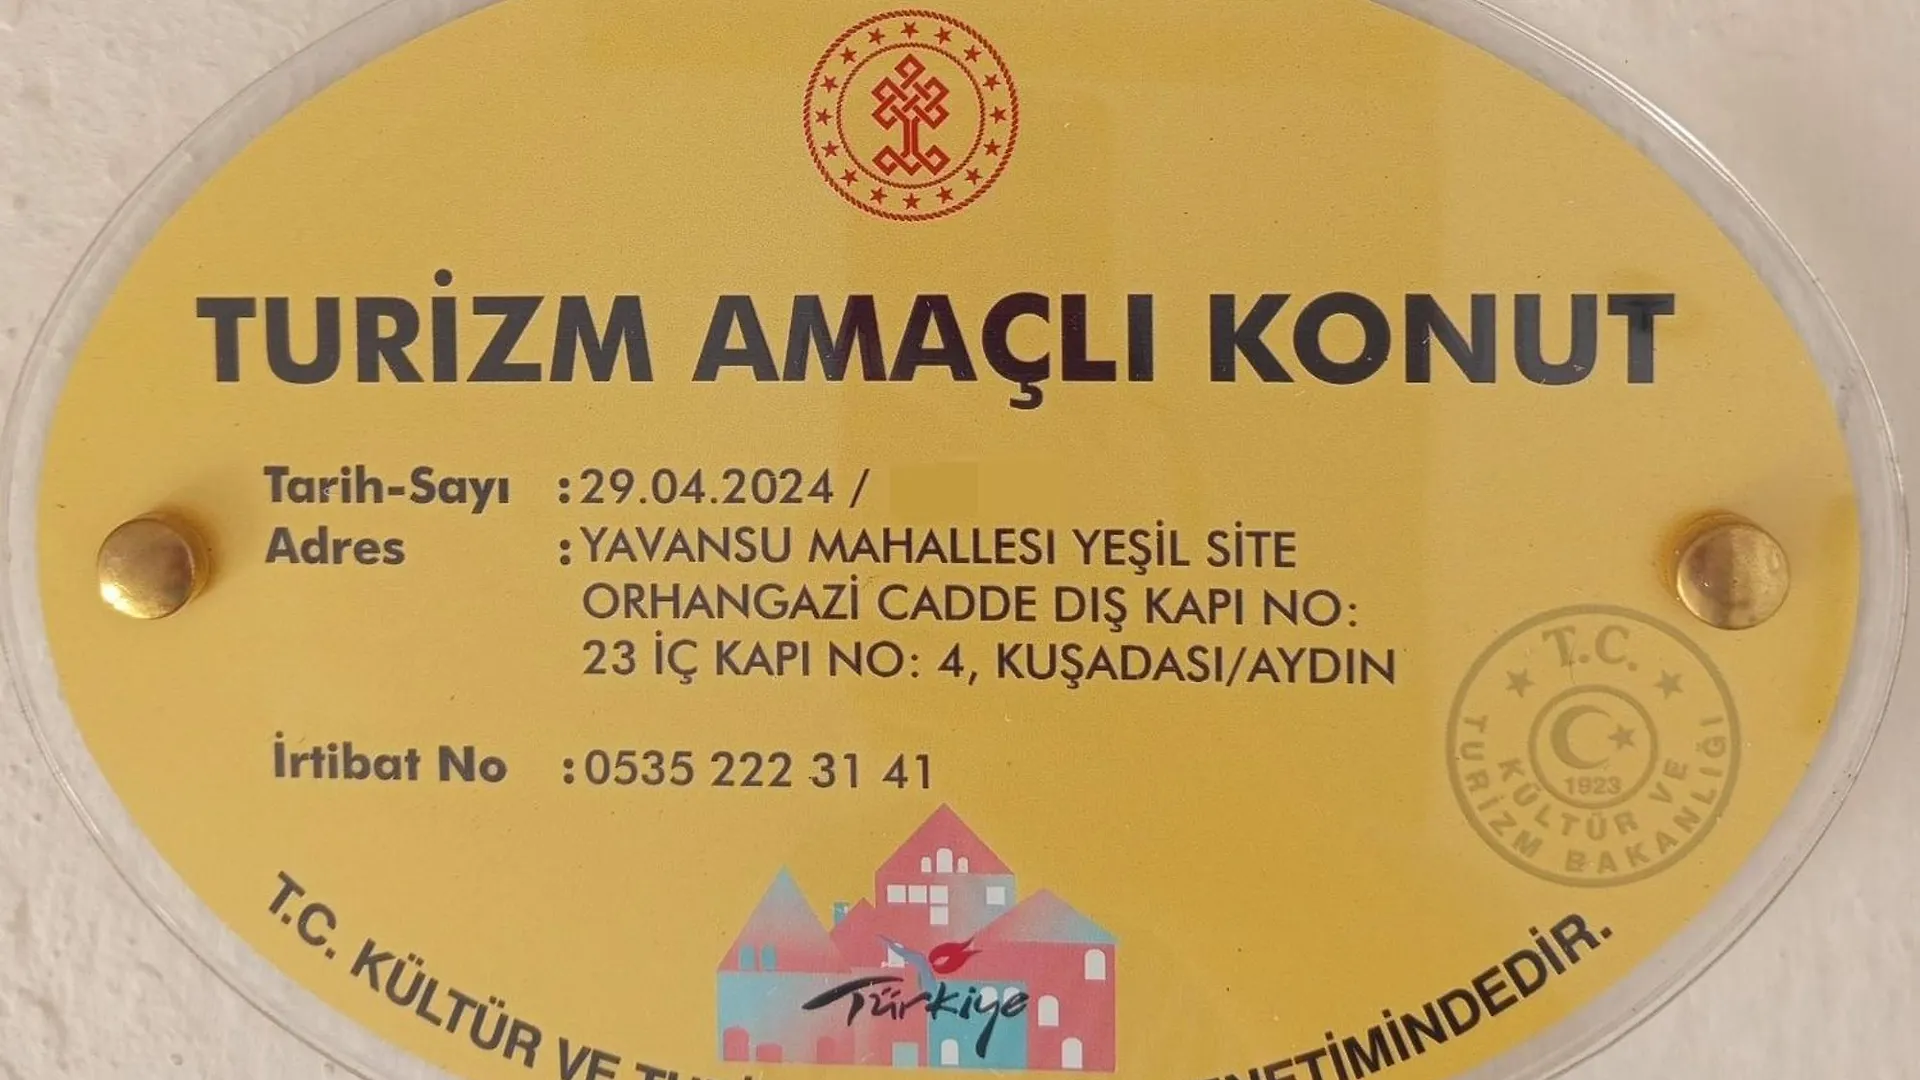 TURİZM AMAÇLI KONUT
Tarih-Sayı :29.04.2024 /
Adres :YAVANSU MAHALLESI YEŞİL SİTE
ORHANGAZİ CADDE DIŞ KAPI NO:
23 İÇ KAPI NO: 4, KUŞADASI/AYDIN
İrtibat No :0535 222 31 41
T.C.
KÜLTÜR VE
TURİZM BAKANLIĞI
1923
Türkiye
T.C. KÜLTÜR VE